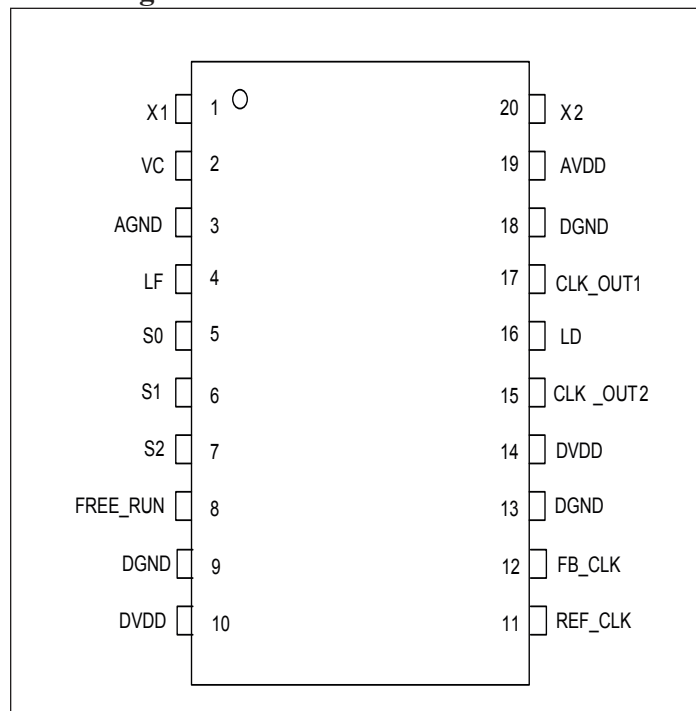 X1 1 20 X2
VC 2 19 AVDD
AGND 3 18 DGND
LF 4 17 CLK_OUT1
S0 5 16 LD
S1 6 15 CLK _OUT2
S2 7 14 DVDD
FREE_RUN 8 13 DGND
DGND 9 12 FB_CLK
DVDD 10 11 REF_CLK